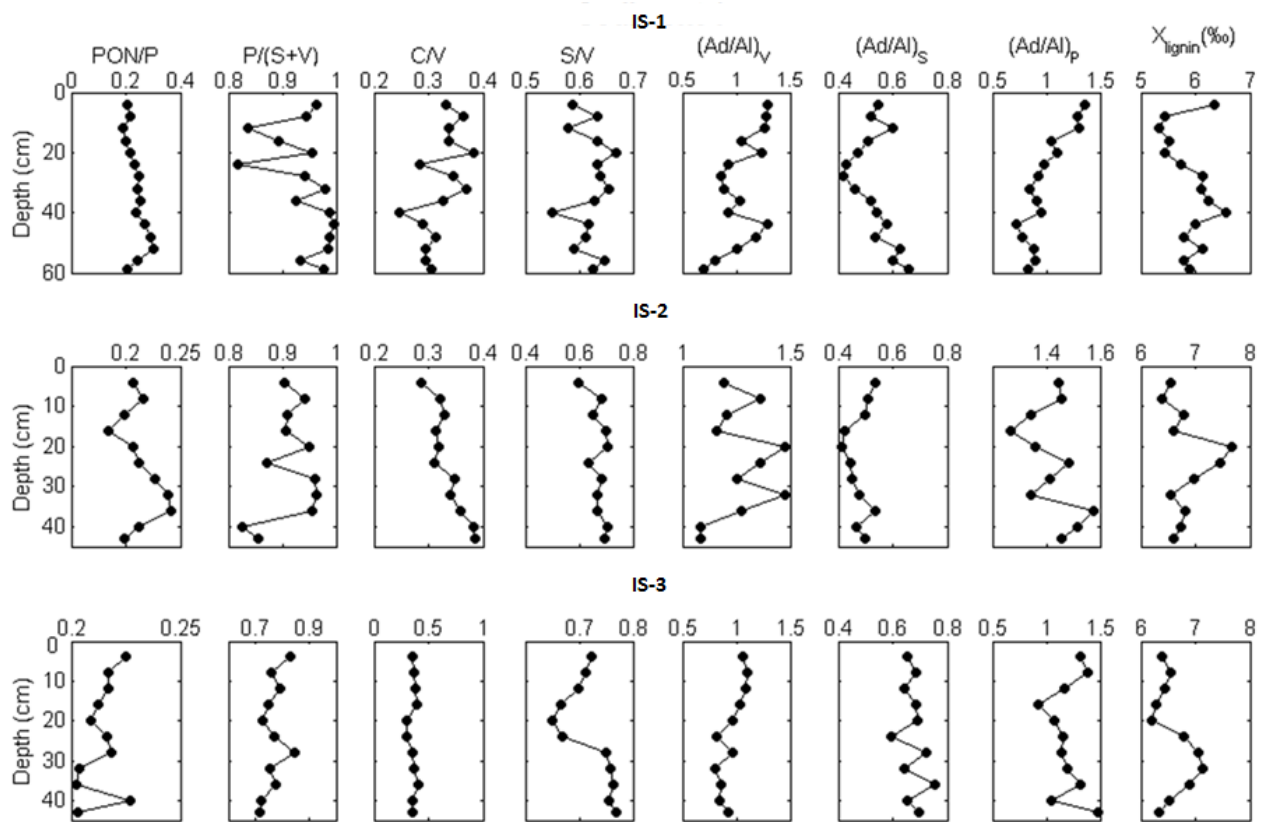 IS-1
PON/P P/(S+V) C/V S/V (Ad/Al)V (Ad/Al)S (Ad/Al)P Xlignin(‰)
0 0.2 0.4 0.8 0.9 1 0.2 0.3 0.4 0.5 0.6 0.7 0.5 1 1.5 0.4 0.6 0.8 0.5 1 1.5 5 6 7
0
20
40
60
Depth (cm)
IS-2
0.2 0.25 0.8 0.9 1 0.2 0.3 0.4 0.4 0.6 0.8 1 1.5 0.4 0.6 0.8 1.4 1.6 6 7 8
0
10
20
30
40
Depth (cm)
IS-3
0.2 0.25 0.7 0.9 0 0.5 1 0.7 0.8 0.5 1 1.5 0.4 0.6 0.8 0.5 1 1.5 6 7 8
0
10
20
30
40
Depth (cm)